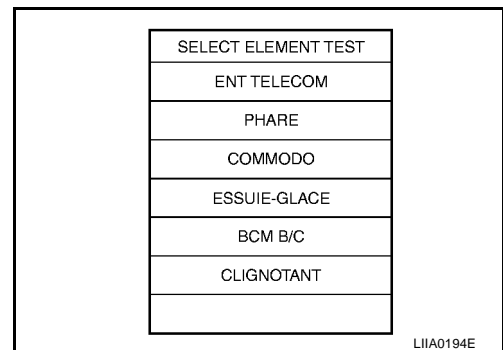 SELECT ELEMENT TEST
ENT TELECOM
PHARE
COMMODO
ESSUIE-GLACE
BCM B/C
CLIGNOTANT
LIIA0194E